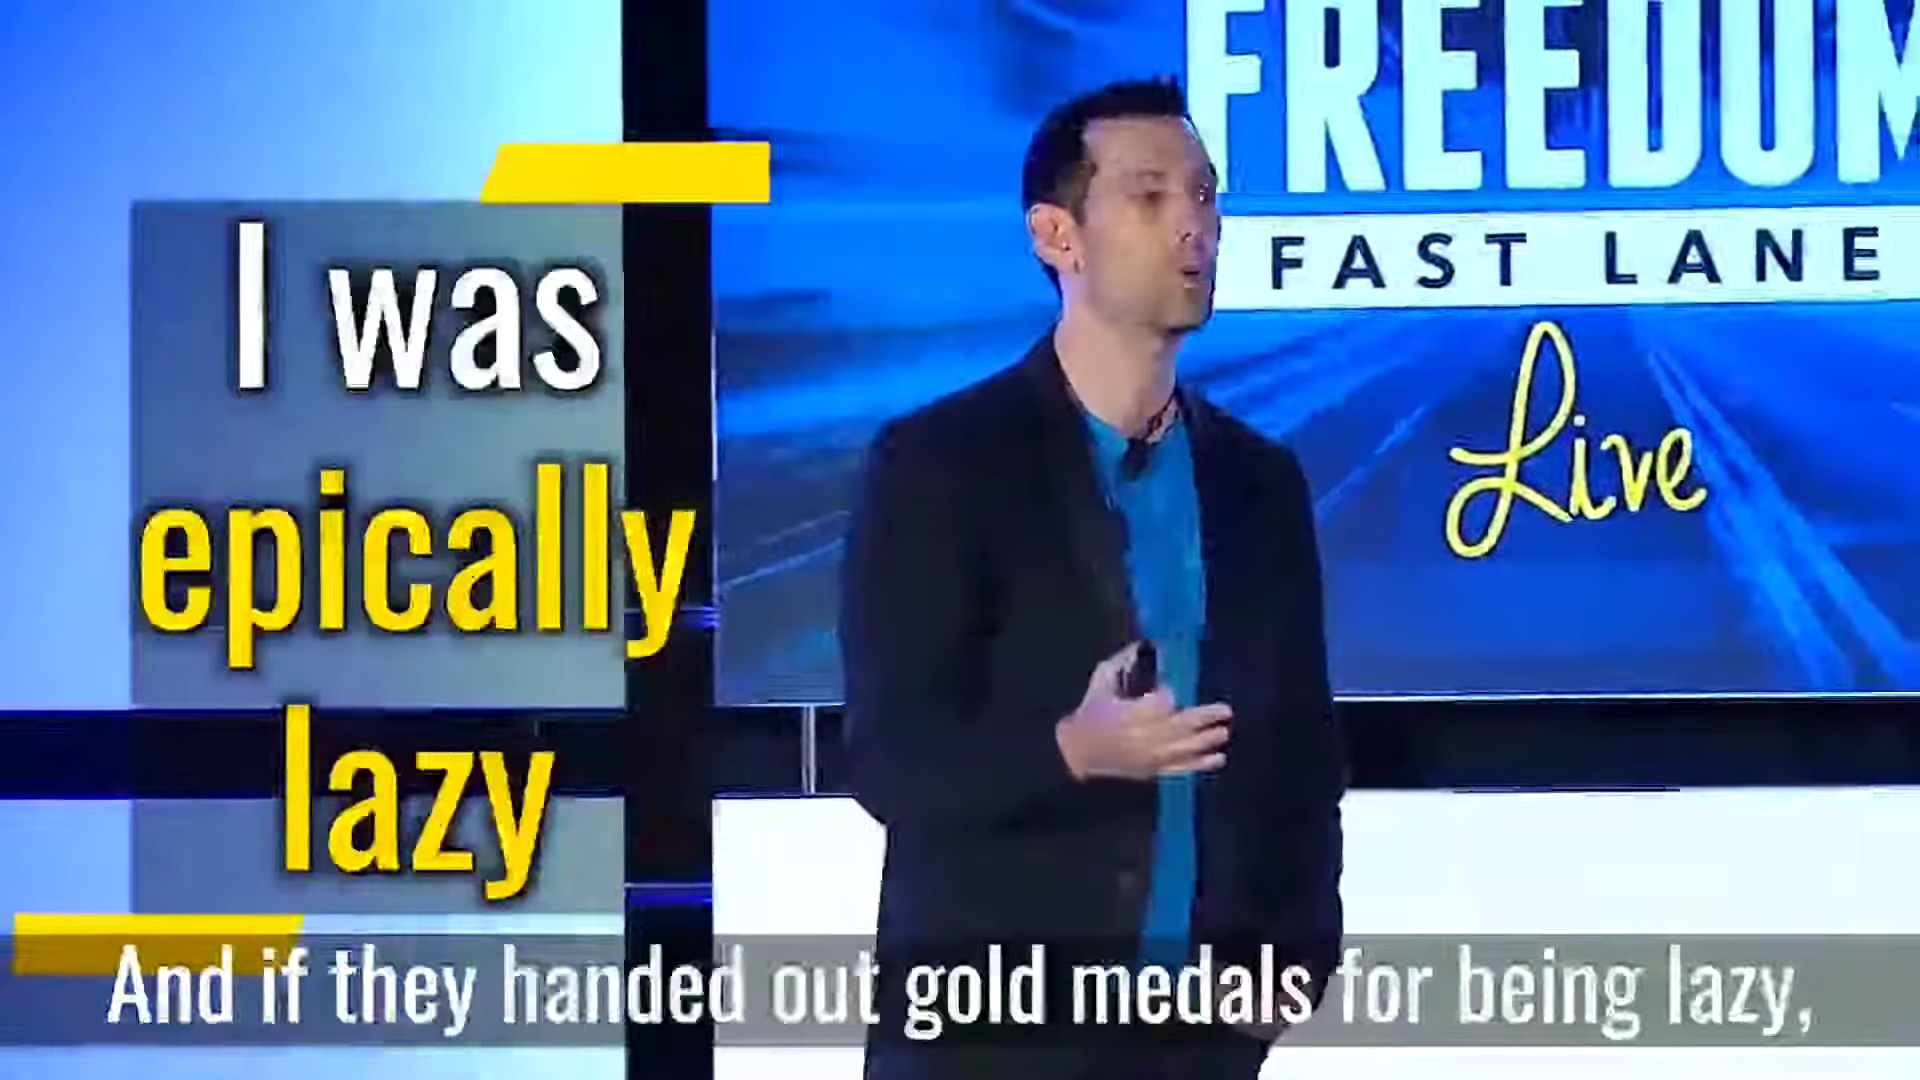 FREEDOM
FAST LANE
Live
I was
epically
lazy
And if they handed out gold medals for being lazy,